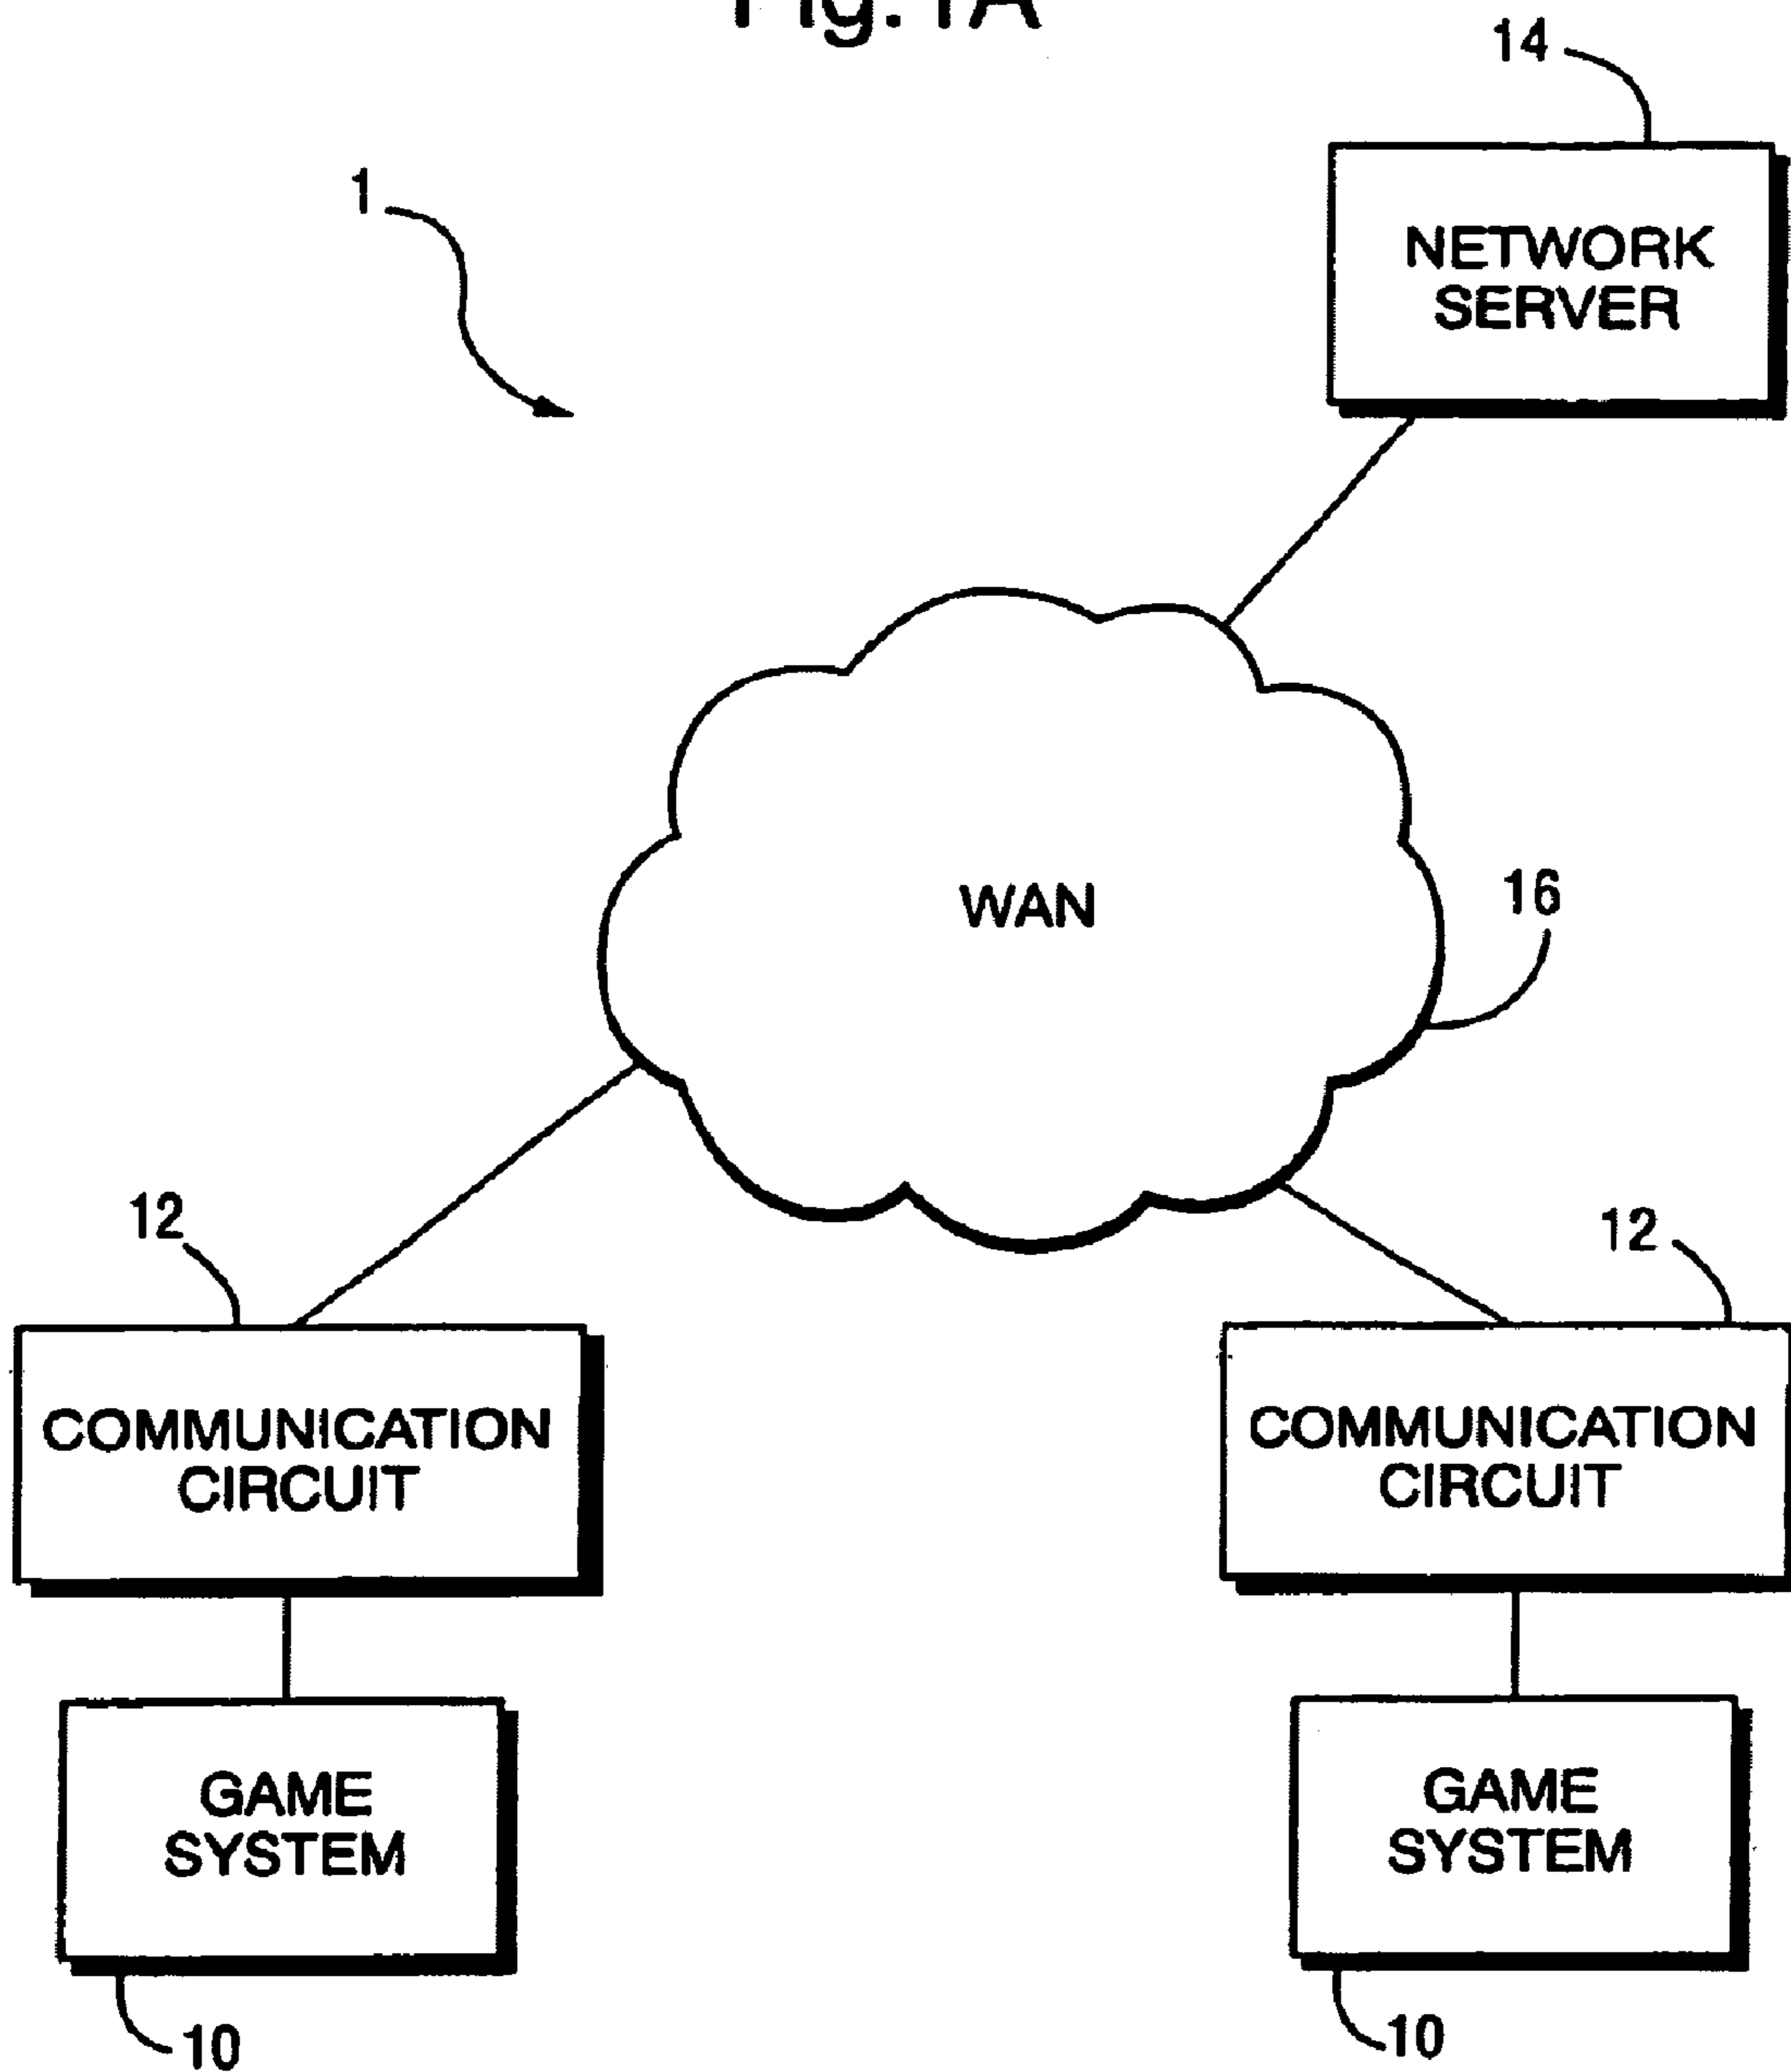 Fig.1A
14
1
NETWORK
SERVER
WAN
16
12
12
COMMUNICATION
CIRCUIT
COMMUNICATION
CIRCUIT
GAME
SYSTEM
GAME
SYSTEM
10
10